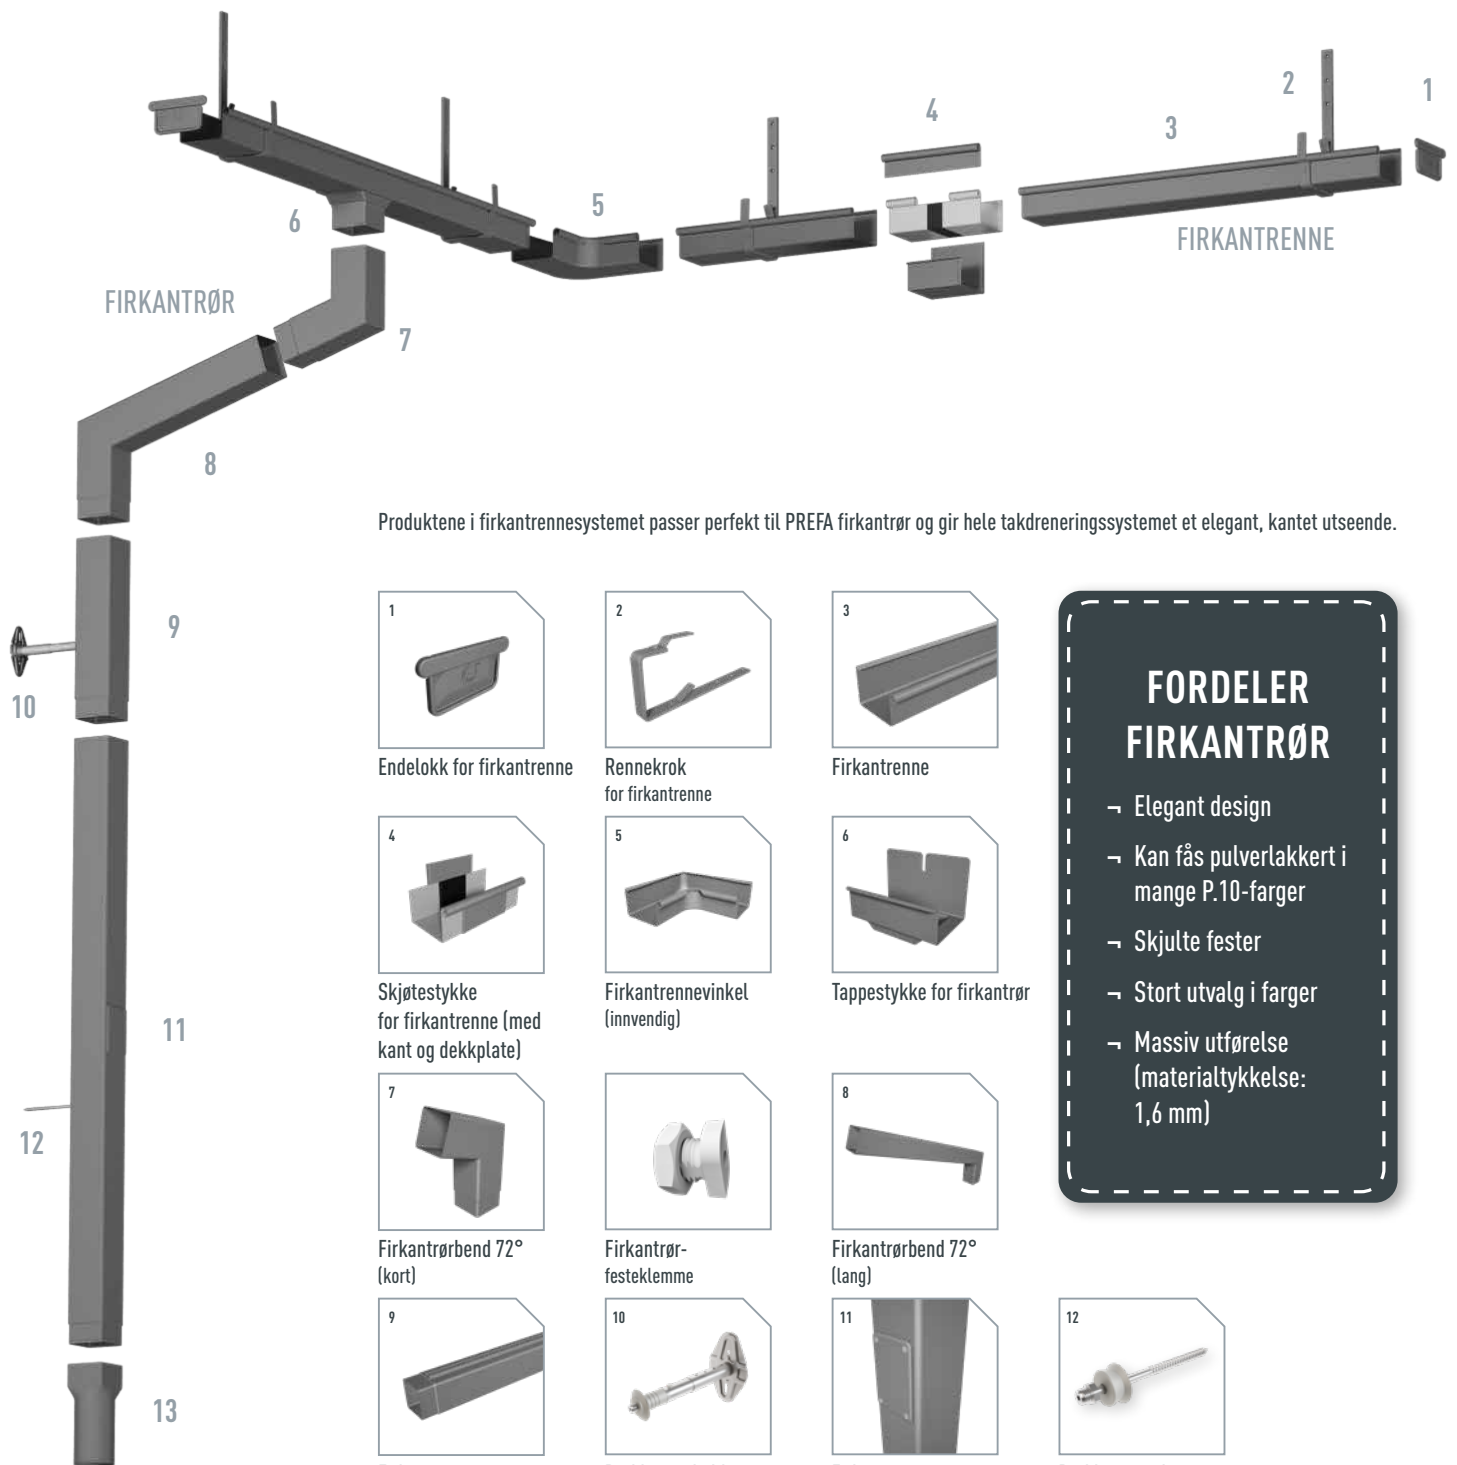 1
2
3
4
5
6
FIRKANTRENNE
FIRKANTRØR
7
8
9
10
11
12
13
Produktene i firkantrennesystemet passer perfekt til PREFA firkantrør og gir hele takdreneringssystemet et elegant, kantet utseende.
1
Endelokk for firkantrenne
2
Rennekrok
for firkantrenne
3
Firkantrenne
4
Skjøtestykke
for firkantrenne (med
kant og dekkplate)
5
Firkantrennevinkel
(innvendig)
6
Tappestykke for firkantrør
7
Firkantrørbend 72°
(kort)
Firkantrør-
festeklemme
8
Firkantrørbend 72°
(lang)
9
10
11
12
FORDELER
FIRKANTRØR
¬ Elegant design
¬ Kan fås pulverlakkert i
mange P.10-farger
¬ Skjulte fester
¬ Stort utvalg i farger
¬ Massiv utførelse
(materialtykkelse:
1,6 mm)